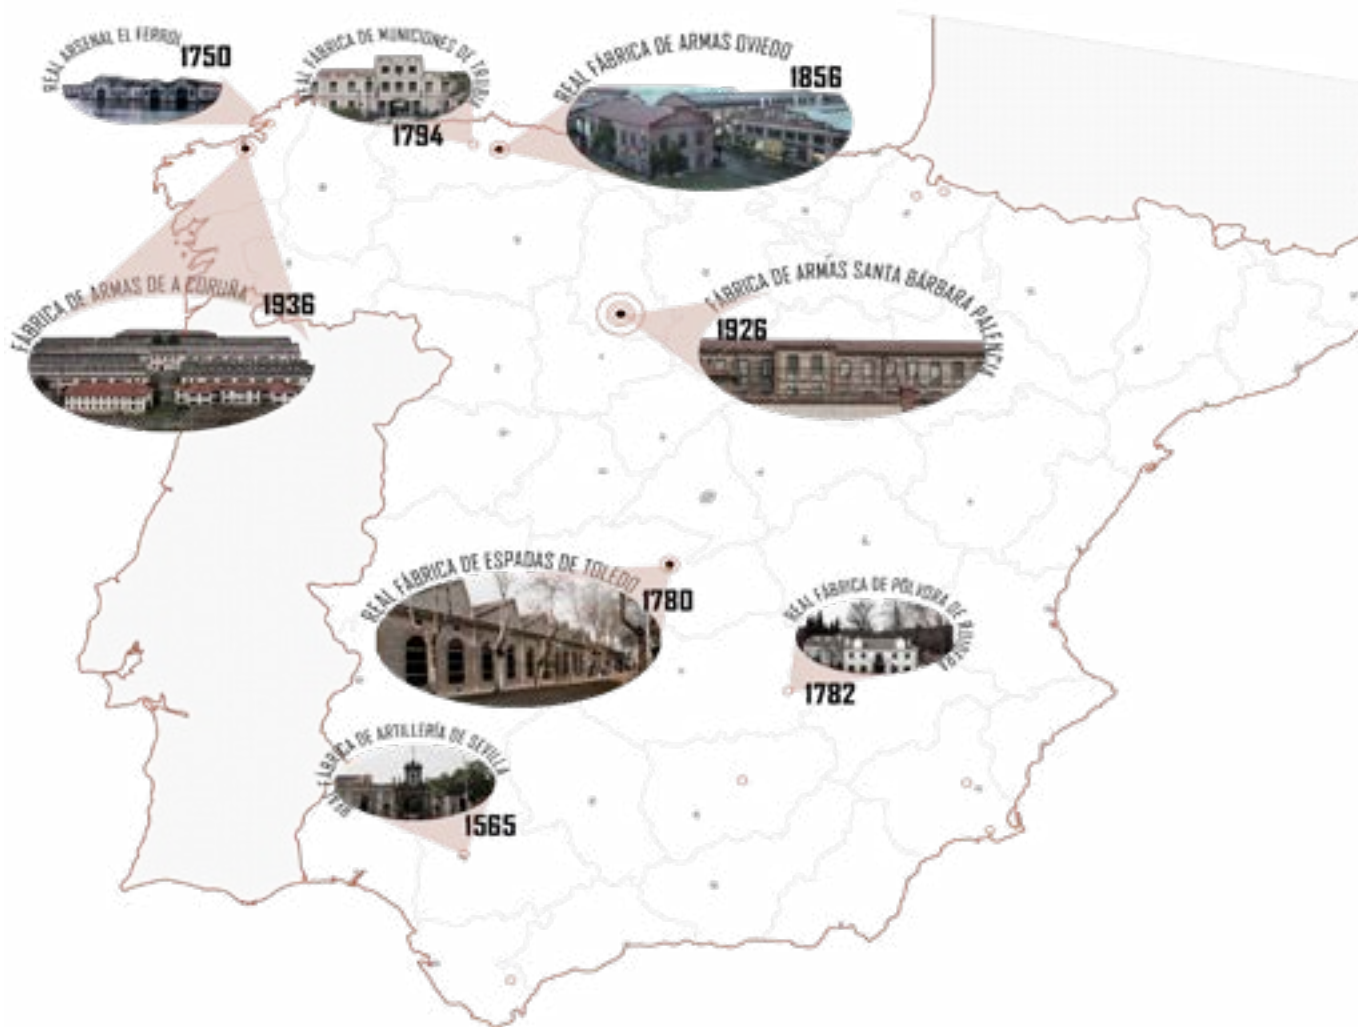 REAL ARSENAL EL FERROL
1750
REAL FÁBRICA DE MUNICIONES DE TRUBIA
1794
REAL FÁBRICA DE ARMAS OVIEDO
1856
FÁBRICA DE ARMAS DE A CORUÑA
1936
FÁBRICA DE ARMAS SANTA BÁRBARA PALENCIA
1926
REAL FÁBRICA DE ESPADAS DE TOLEDO
1780
REAL FÁBRICA DE PÓLVORA DE
1782
REAL FÁBRICA DE ARTILLERÍA DE SEVILLA
1565